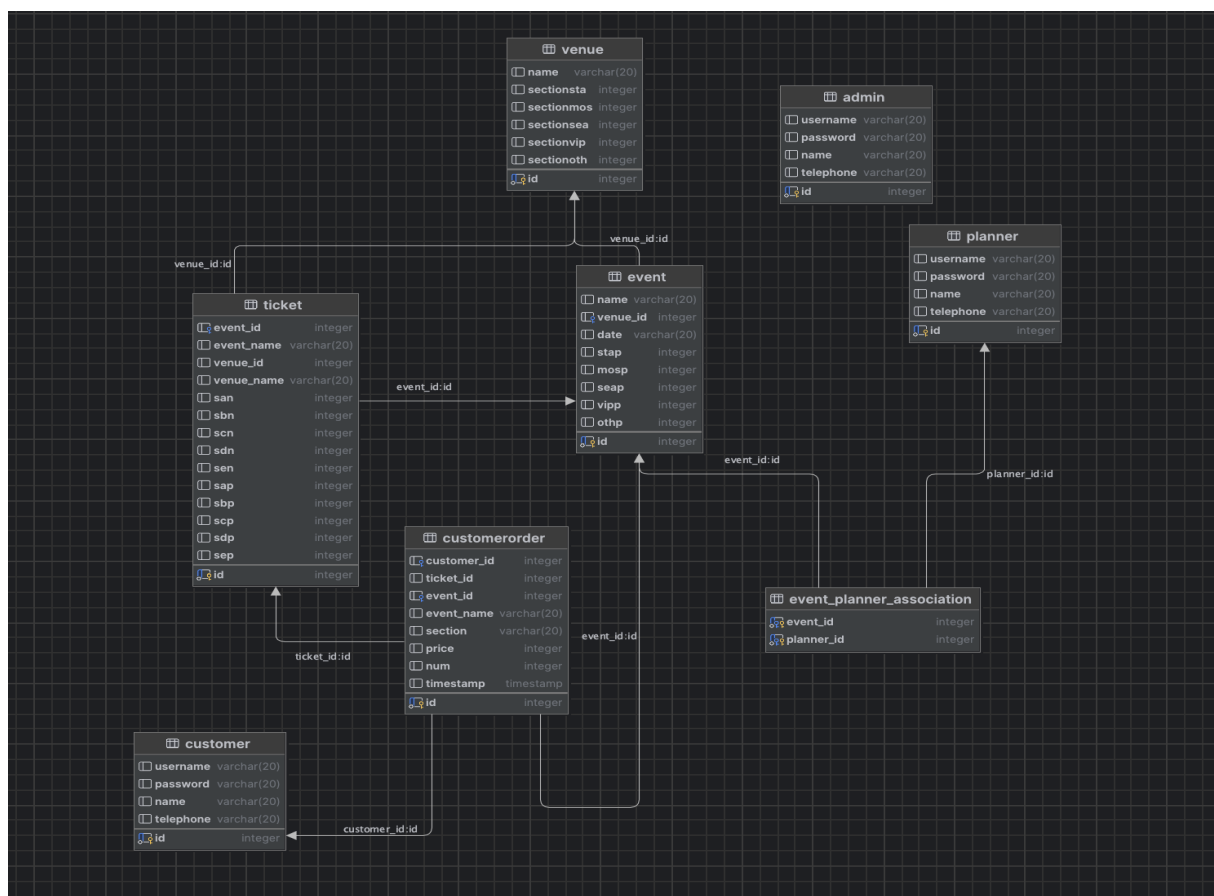 venue
name varchar(20)
sectionsta integer
sectionmos integer
sectionsea integer
sectionvip integer
sectionoth integer
id integer
admin
username varchar(20)
password varchar(20)
name varchar(20)
telephone varchar(20)
id integer
planner
username varchar(20)
password varchar(20)
name varchar(20)
telephone varchar(20)
id integer
venue_id:id
venue_id:id
event
name varchar(20)
venue_id integer
date varchar(20)
stap integer
mosp integer
seap integer
vipp integer
othp integer
id integer
ticket
event_id integer
event_name varchar(20)
venue_id integer
venue_name varchar(20)
san integer
sbn integer
scn integer
sdn integer
sen integer
sap integer
sbp integer
scp integer
sdp integer
sep integer
id integer
event_id:id
event_id:id
planner_id:id
customerorder
customer_id integer
ticket_id integer
event_id integer
event_name varchar(20)
section varchar(20)
price integer
num integer
timestamp timestamp
id integer
event_planner_association
event_id integer
planner_id integer
event_id:id
ticket_id:id
customer
username varchar(20)
password varchar(20)
name varchar(20)
telephone varchar(20)
id integer
customer_id:id